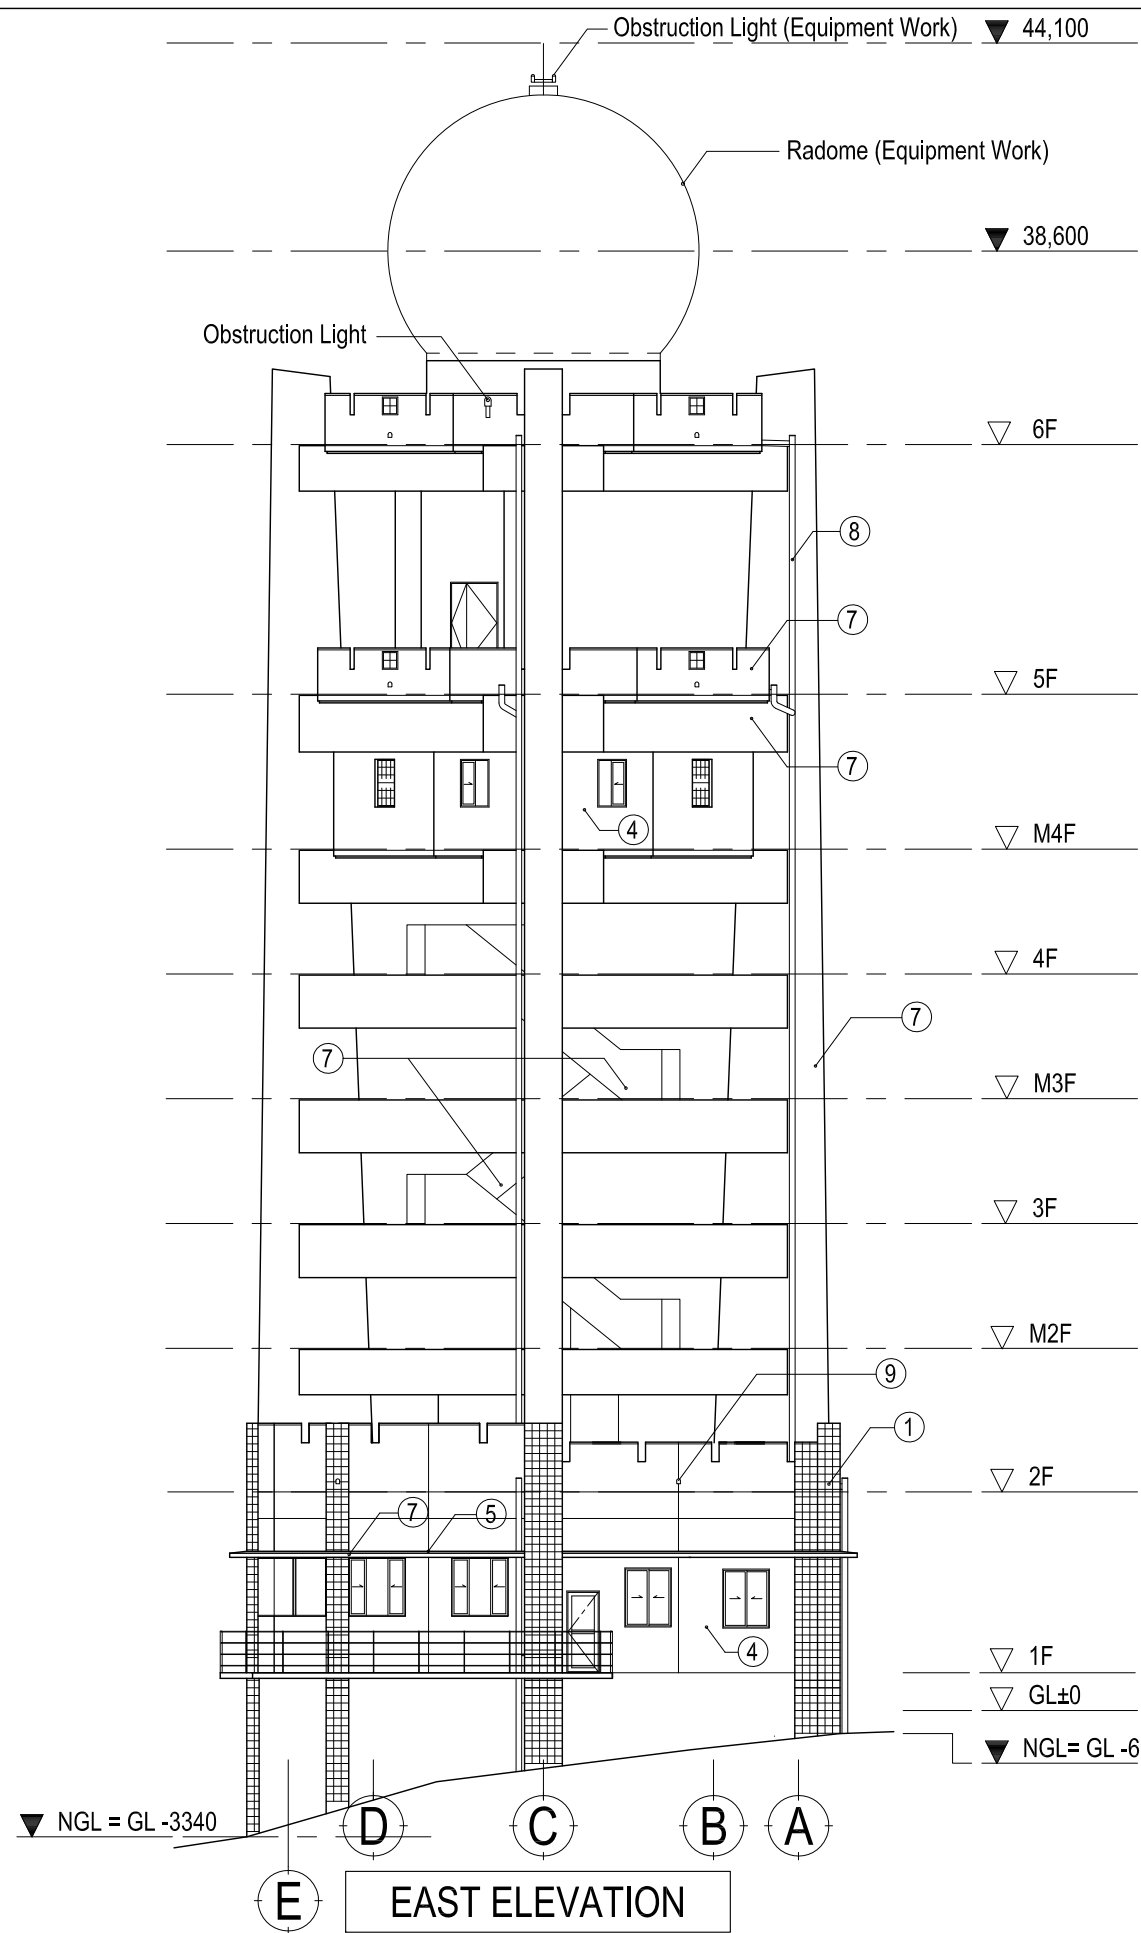 Obstruction Light (Equipment Work)
44,100
Radome (Equipment Work)
38,600
Obstruction Light
6F
8
7
5F
7
4
M4F
4F
7
7
M3F
3F
M2F
9
1
2F
7
5
4
1F
GL±0
NGL= GL -6
NGL = GL -3340
D
C
B
A
E
EAST ELEVATION